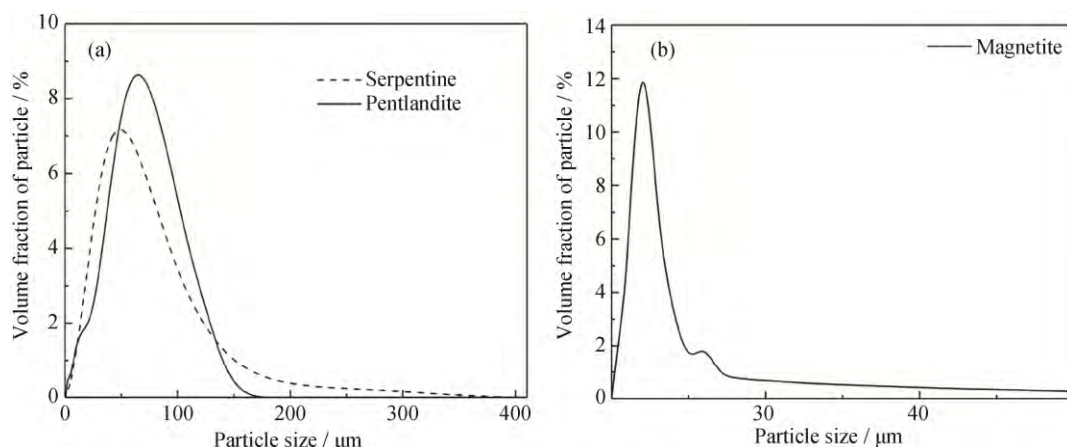 (a)
Serpentine
Pentlandite
Volume fraction of particle / %
10
8
6
4
2
0
0
100
200
300
400
Particle size / μm
(b)
Magnetite
Volume fraction of particle / %
14
12
10
8
6
4
2
0
30
40
Particle size / μm